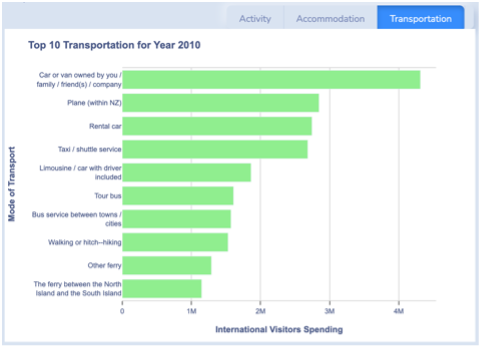 Activity
Accommodation
Transportation
Top 10 Transportation for Year 2010
Mode of Transport
Car or van owned by you /
family / friend(s) / company
Plane (within NZ)
Rental car
Taxi / shuttle service
Limousine / car with driver
included
Tour bus
Bus service between towns /
cities
Walking or hitch--hiking
Other ferry
The ferry between the North
Island and the South Island
0 1M 2M 3M 4M
International Visitors Spending